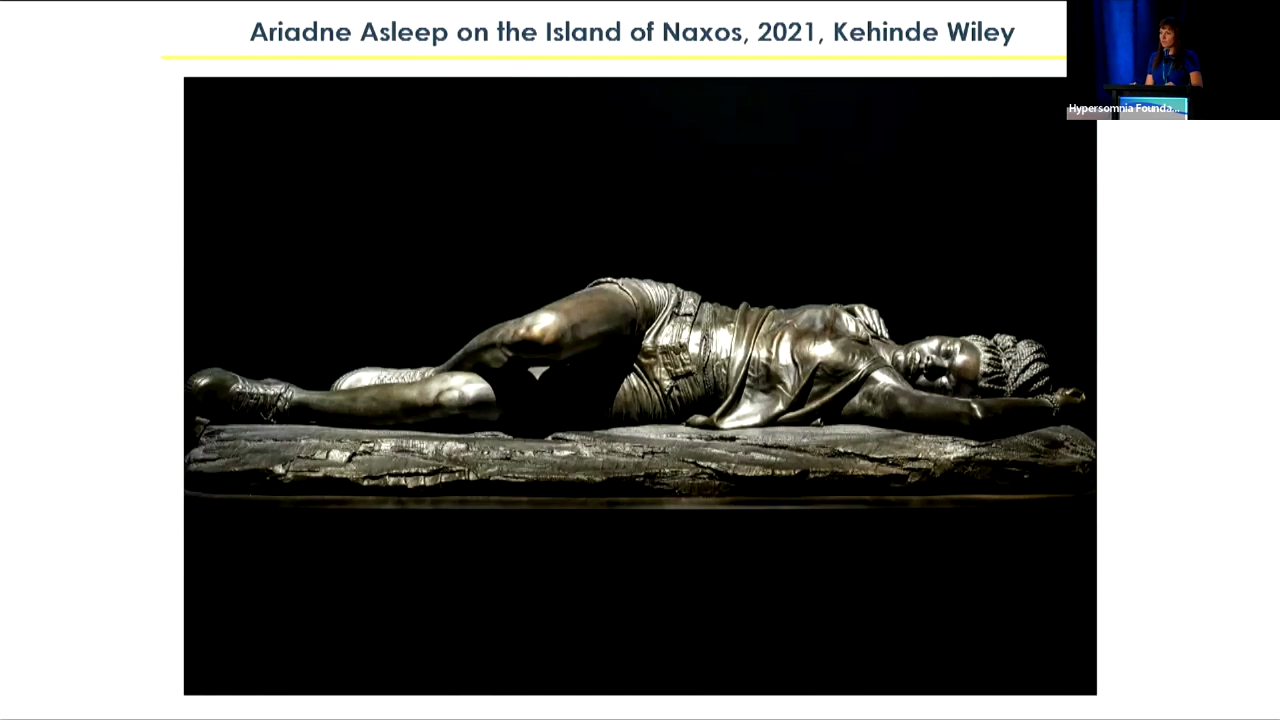 Ariadne Asleep on the Island of Naxos, 2021, Kehinde Wiley
Hypersomnia Founda...